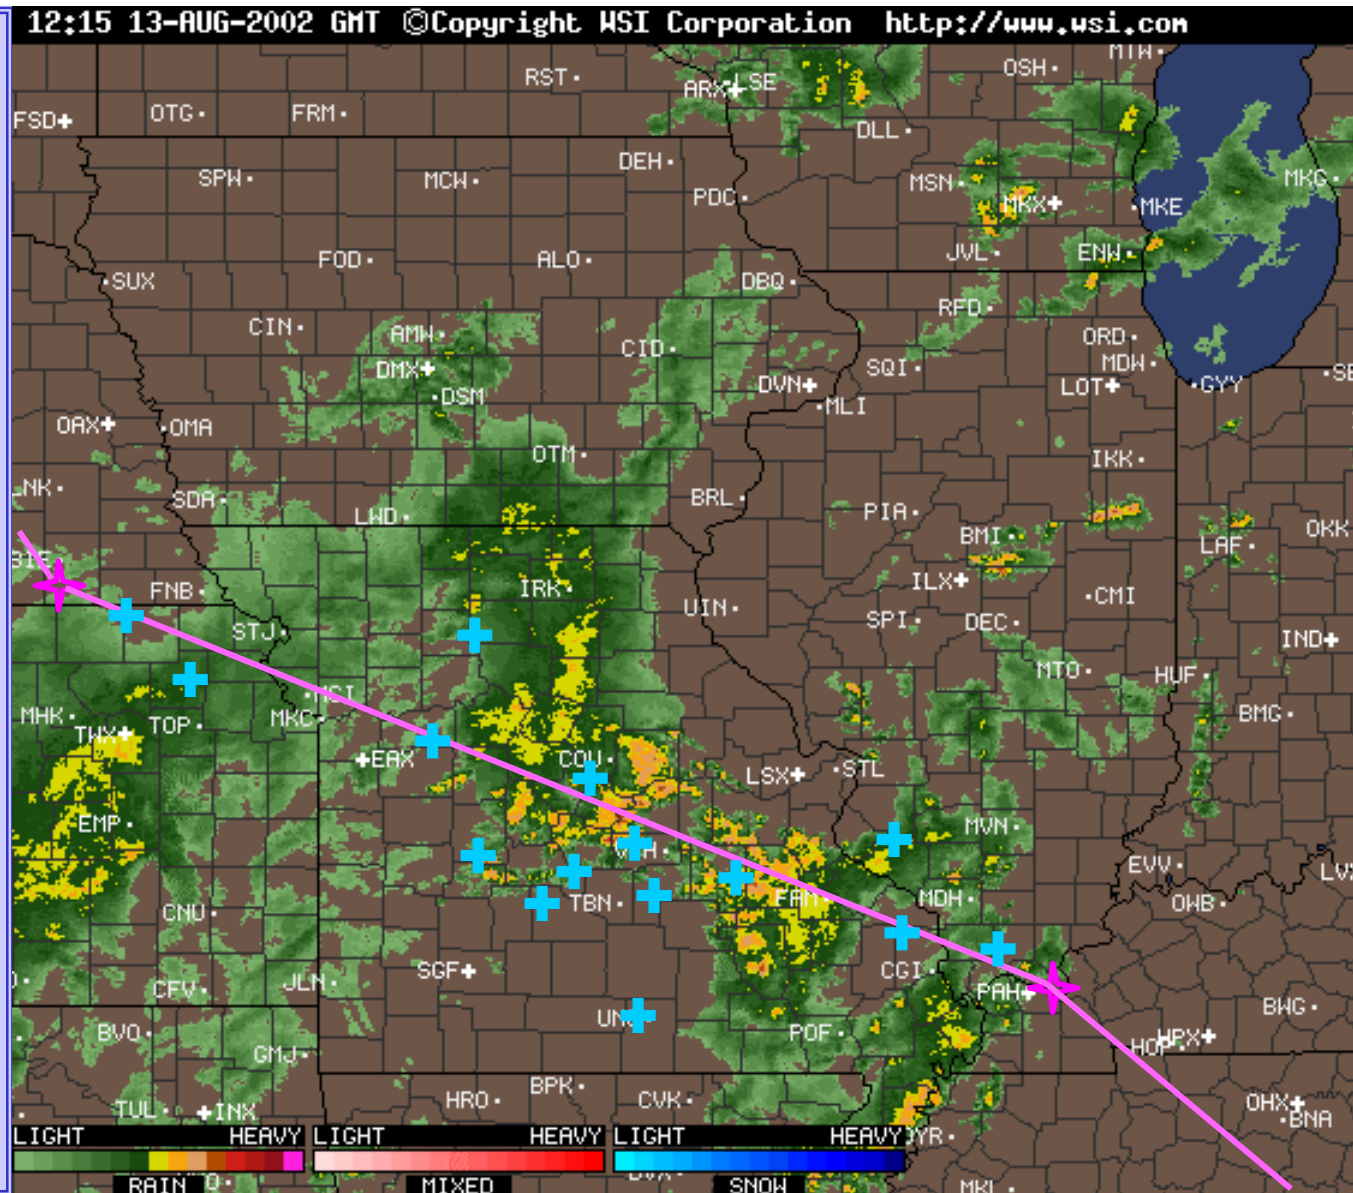 12:15 13-AUG-2002 GMT ©Copyright WSI Corporation http://www.wsi.com
MTW
OSH
RST
ARX LSE
FSD
OTG
FRM
DLL
DEH
SPW
MCW
MSN
MKG
PDC
MKX
MKE
FOD
ALO
JVL
ENW
SUX
DBQ
CIN
AMW
RFD
CID
ORD
DMX
SQI
MDW
DSM
DVN
LOT
GYY
MLI
OAX
OMA
OTM
IKK
SDA
BRL
LWD
PIA
BMI
OKK
LAF
FNB
IRK
ILX
CMI
UIN
STJ
SPI
DEC
IND
MTO
HUF
MKC
MHK
TOP
BMG
TWX
EAX
COU
LSX
STL
EMP
MVN
EVV
CNU
TBN
FAM
MDH
OWB
SGF
CGI
CFV
JLN
PAH
BWG
BVO
POF
HPX
GMJ
HRO
BPK
CVK
OHX
TUL
INX
BNA
LIGHT HEAVY LIGHT HEAVY LIGHT HEAVY
RAIN MIXED SNOW
MKL